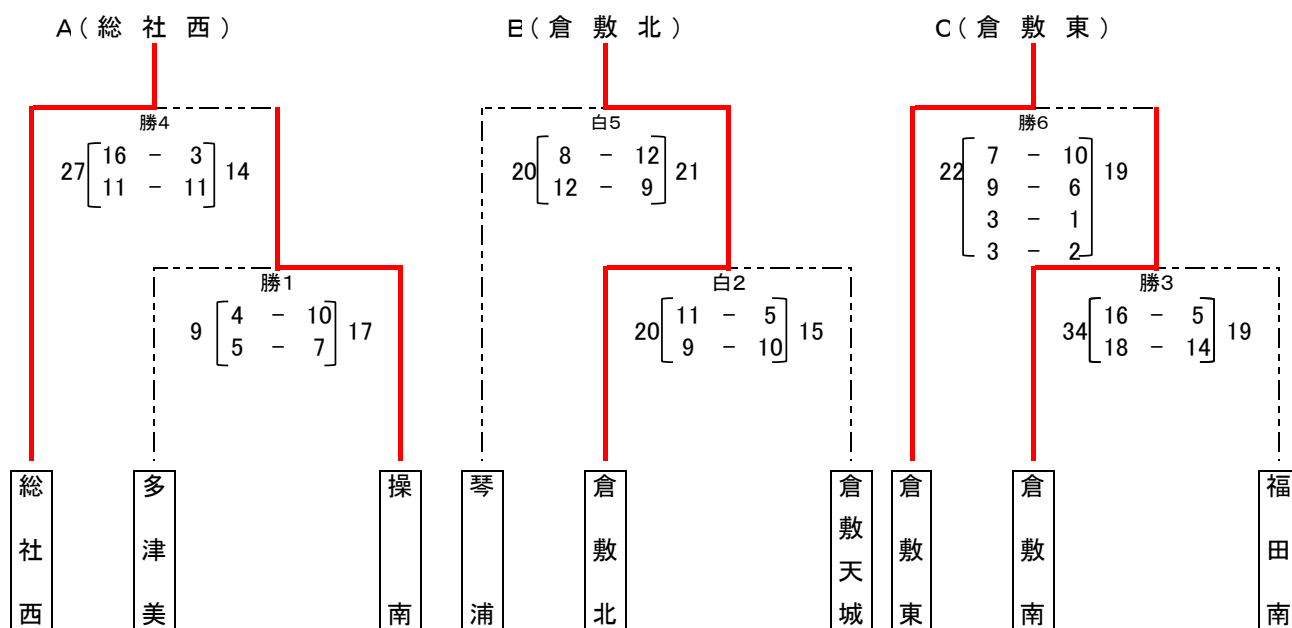 A(総社西)
B(倉敷北)
C(倉敷東)
勝4
27 16 - 3 14
11 - 11
白5
20 8 - 12 21
12 - 9
勝6
22 7 - 10 19
9 - 6
3 - 1
3 - 2
勝1
9 4 - 10 17
5 - 7
白2
20 11 - 5 15
9 - 10
勝3
34 16 - 5 19
18 - 14
総社西
多津美
操南
琴浦
倉敷北
倉敷天城
倉敷東
倉敷南
福田南